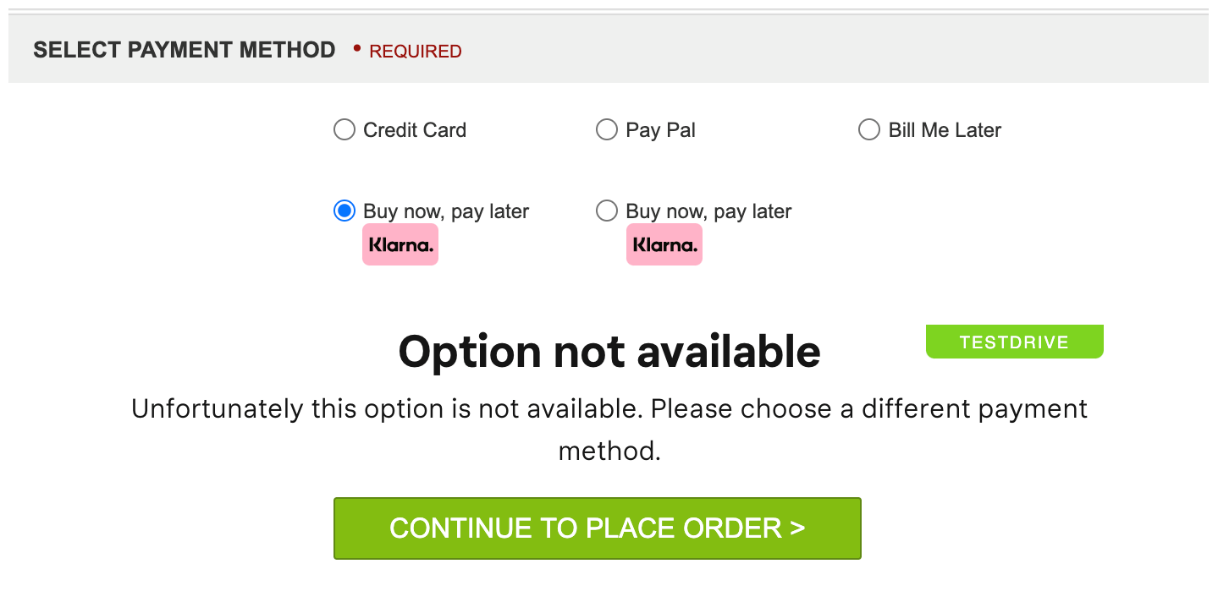 SELECT PAYMENT METHOD • REQUIRED
Credit Card Pay Pal Bill Me Later
Buy now, pay later Buy now, pay later
Klarna. Klarna.
Option not available TESTDRIVE
Unfortunately this option is not available. Please choose a different payment
method.
CONTINUE TO PLACE ORDER >